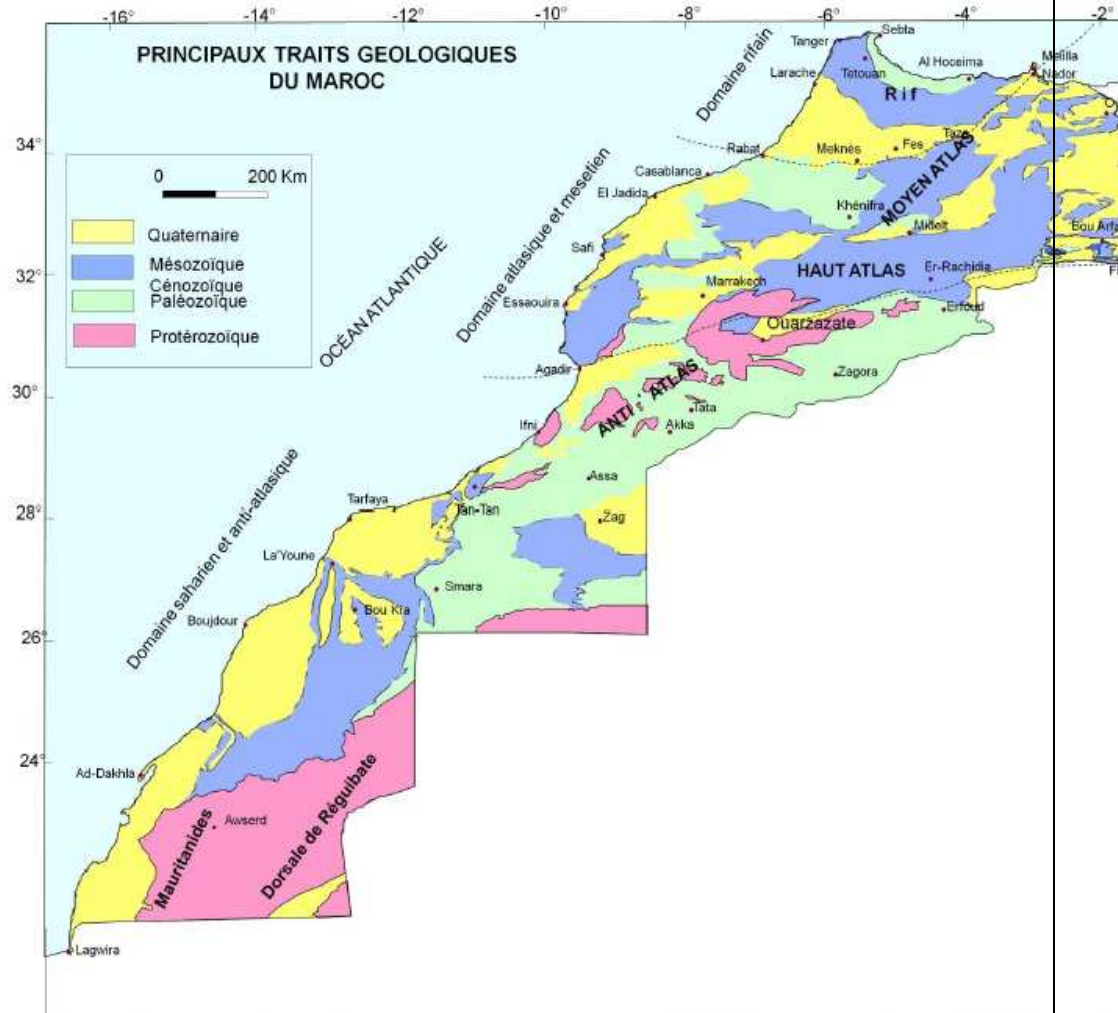 -16°
-14°
-12°
-10°
-8°
-6°
-4°
-2°
PRINCIPAUX TRAITS GEOLOGIQUES
DU MAROC
Domaine rifain
Tanger
Sebta
Tetouan
Al Hoceima
Melilla
Nador
Larache
Rif
34°
Rabat
Meknès
Fes
Taza
Casablanca
El Jadida
Khénifra
MOYEN ATLAS
Domaine atlasique et mesetien
0 200 Km
Quaternaire
Mésozoïque
Cénozoïque
Paléozoïque
Protérozoïque
OCÉAN ATLANTIQUE
Safi
Midelt
Bou Arfa
32°
HAUT ATLAS
Er-Rachidia
Essaouira
Marrakech
Erfoud
Ouarzazate
30°
Agadir
Zagora
ANTI ATLAS
Ifni
Tata
Akka
Assa
28°
Tarfaya
Tan-Tan
Zag
Domaine saharien et anti-atlasique
La'Youne
Smara
Boujdour
Bou Kra
26°
24°
Ad-Dakhla
Awserd
Mauritanides
Dorsale de Réguibate
Lagwira